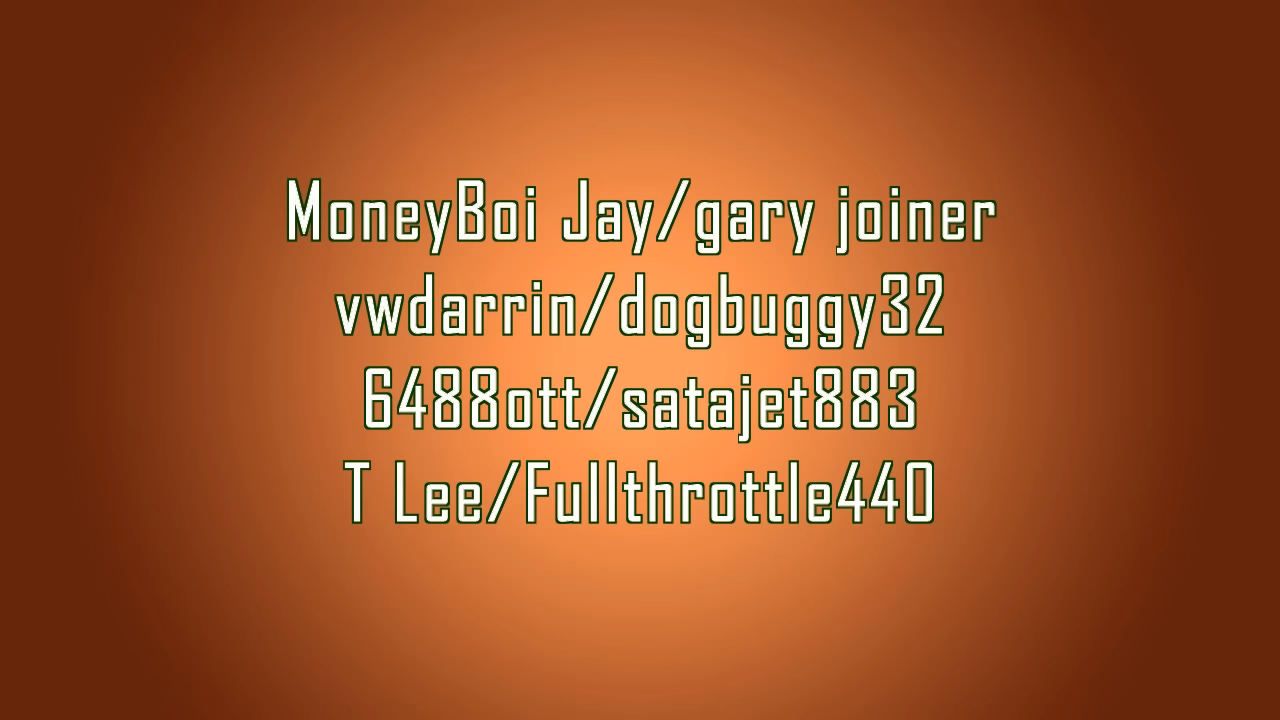 MoneyBoi Jay/gary joiner
vwdarrin/dogbuggy32
6488ott/satajet883
T Lee/Fullthrottle440